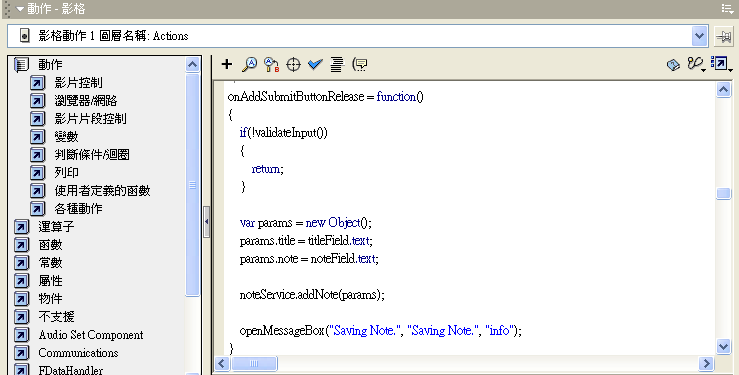 動作 - 影格
影格動作 1 圖層名稱: Actions
動作
影片控制
瀏覽器/網路
影片片段控制
變數
判斷條件/迴圈
列印
使用者定義的函數
各種動作
運算子
函數
常數
屬性
物件
不支援
Audio Set Component
Communications
FDataHandler
onAddSubmitButtonRelease = function()
{
if(!validateInput())
{
return;
}
var params = new Object();
params.title = titleField.text;
params.note = noteField.text;
noteService.addNote(params);
openMessageBox("Saving Note.", "Saving Note.", "info");
}